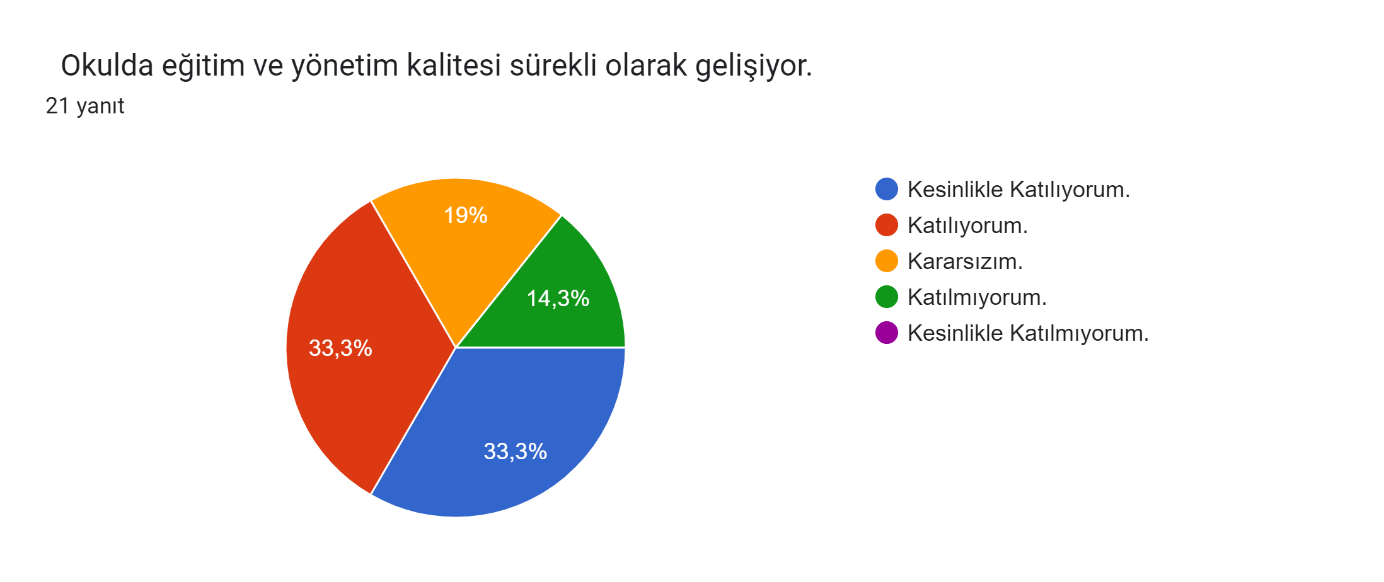 Okulda eğitim ve yönetim kalitesi sürekli olarak gelişiyor.
21 yanıt
19%
14,3%
33,3%
33,3%
Kesinlikle Katılıyorum.
Katılıyorum.
Kararsızım.
Katılmıyorum.
Kesinlikle Katılmıyorum.